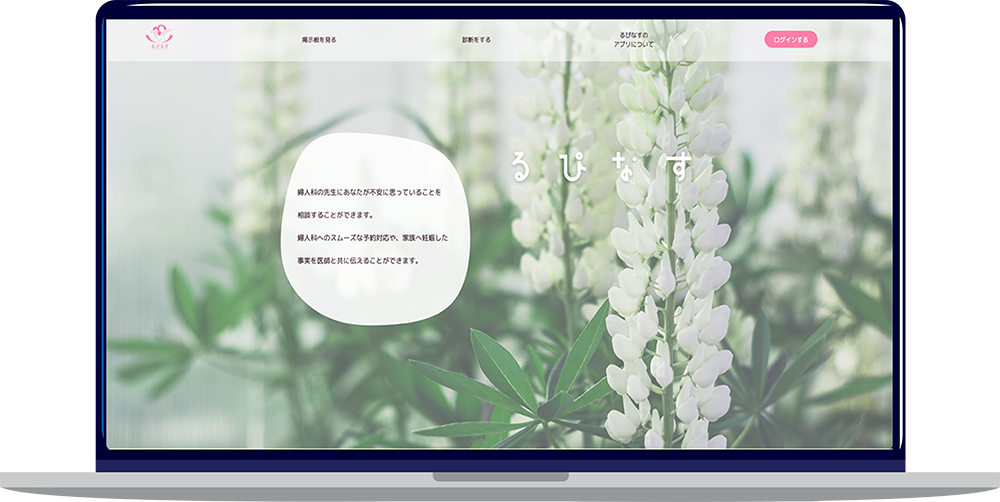 るぴなす
掲示板を見る
診断をする
るぴなすの
アプリについて
ログインする
るぴなす
婦人科の先生にあなたが不安に思っていることを
相談することができます。
婦人科へのスムーズな予約対応や、家族へ妊娠した
事実を医師と共に伝えることができます。